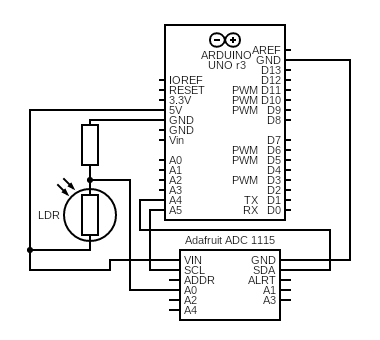 ARDUINO
UNO r3
AREF
GND
D13
IOREF D12
RESET PWM D11
3.3V PWM D10
5V PWM D9
GND D8
GND
Vin D7
PWM D6
A0 PWM D5
A1 D4
A2 PWM D3
A3 D2
A4 TX D1
A5 RX D0
LDR
Adafruit ADC 1115
VIN GND
SCL SDA
ADDR ALRT
A0 A1
A2 A3
A4